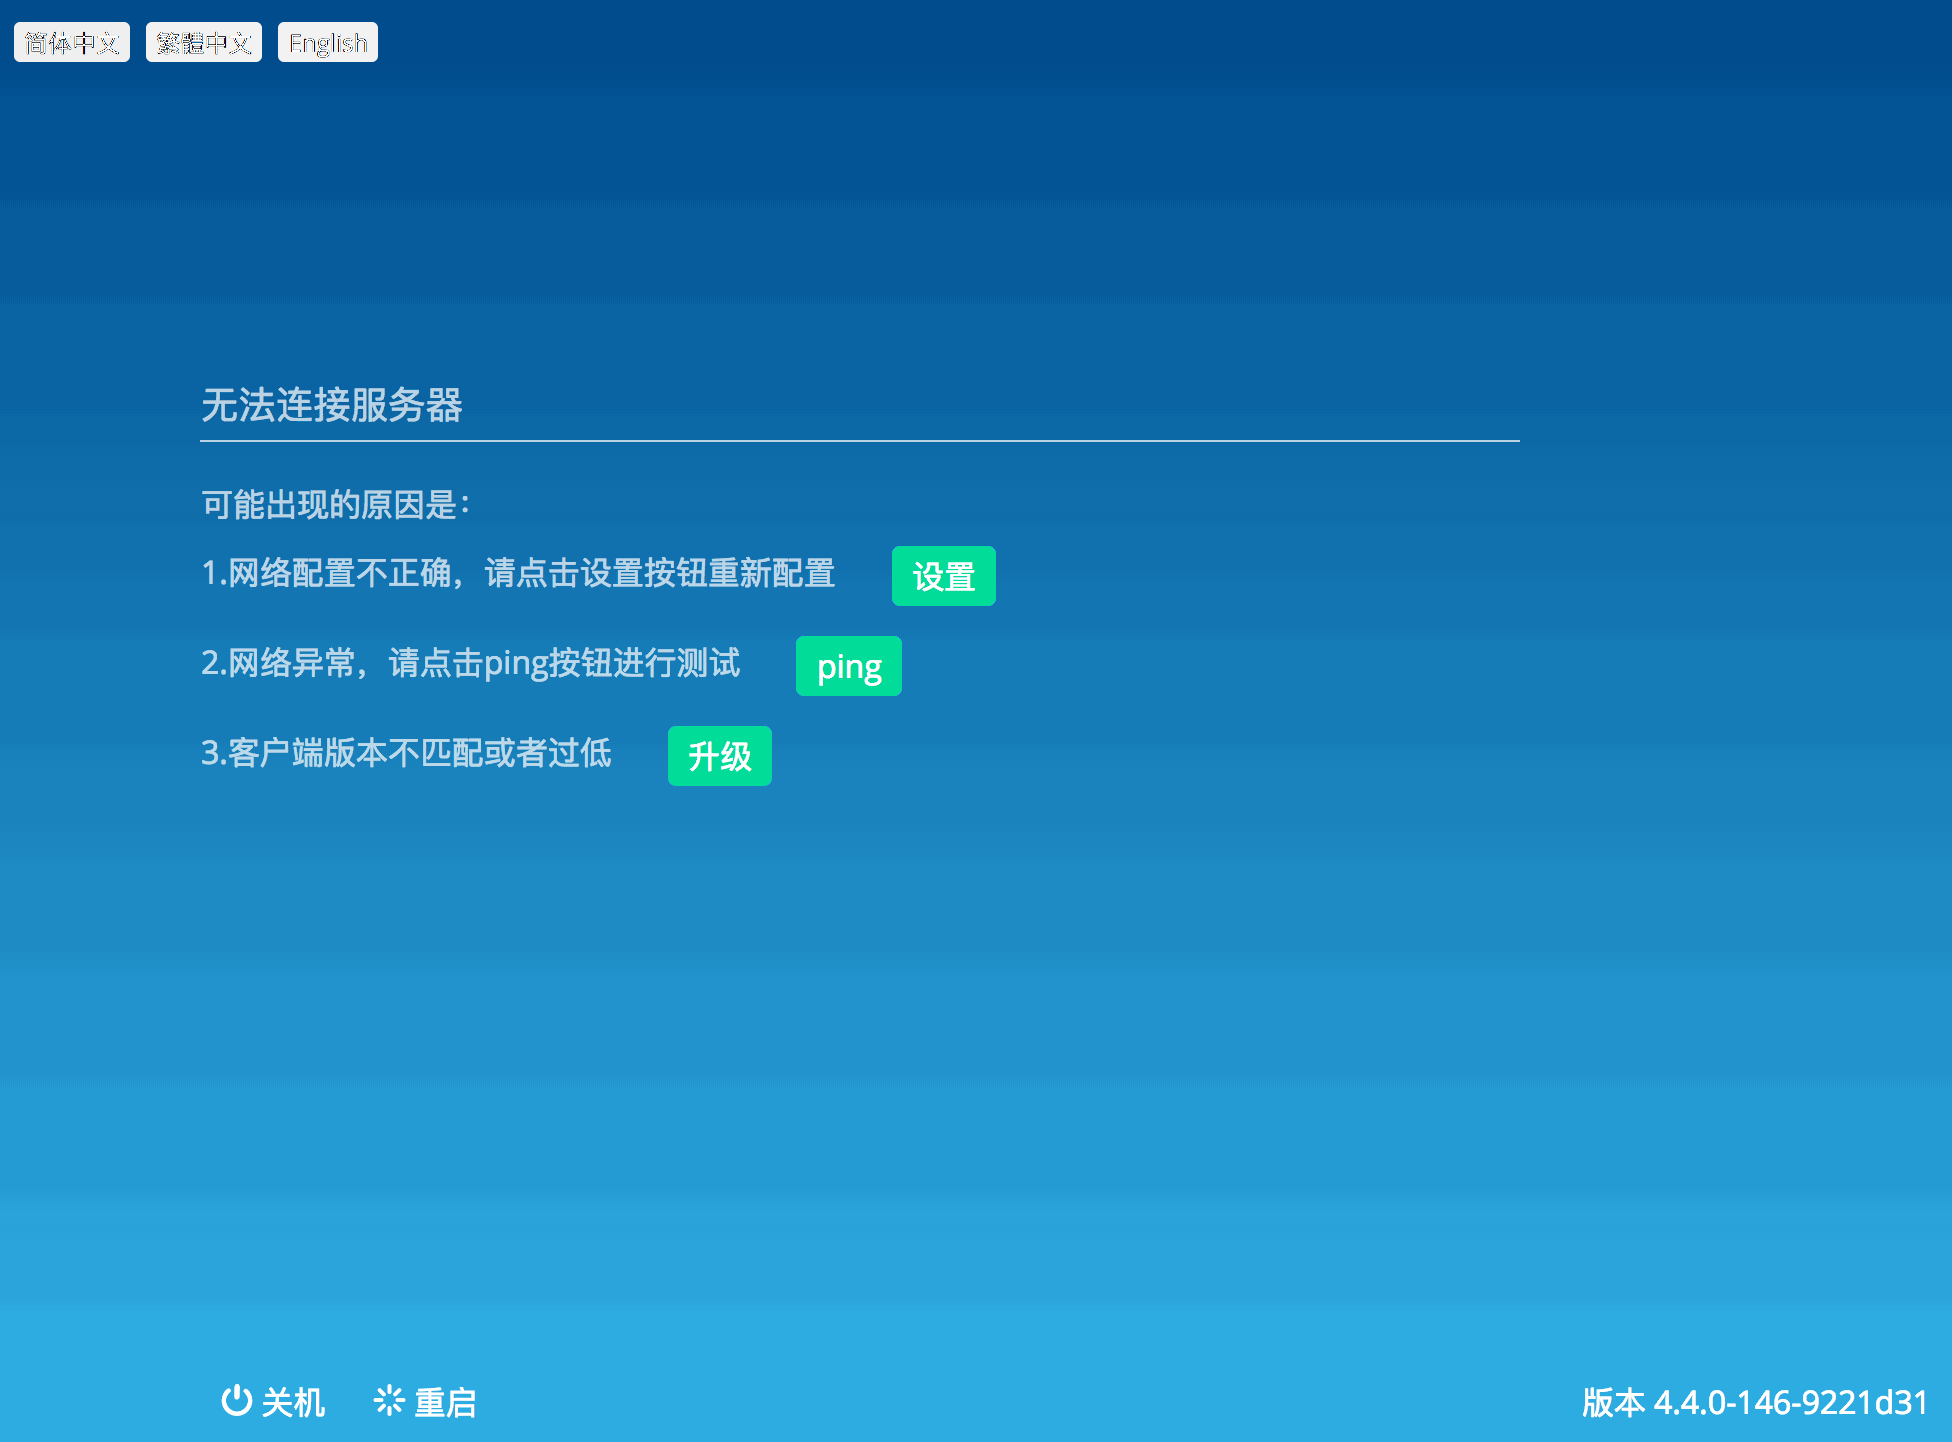 简体中文 繁體中文 English
无法连接服务器
可能出现的原因是：
1.网络配置不正确，请点击设置按钮重新配置 设置
2.网络异常，请点击ping按钮进行测试 ping
3.客户端版本不匹配或者过低 升级
关机 重启 版本 4.4.0-146-9221d31